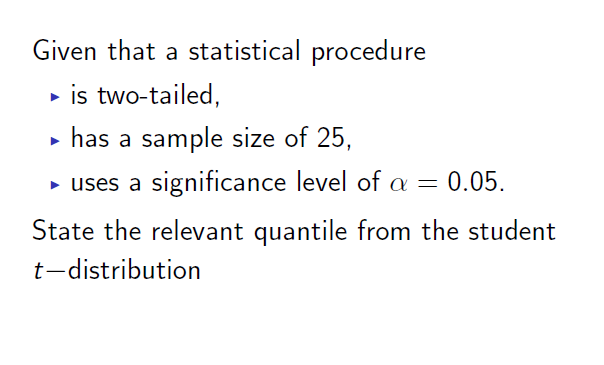 Given that a statistical procedure
▶ is two-tailed,
▶ has a sample size of 25,
▶ uses a significance level of α = 0.05.
State the relevant quantile from the student
t−distribution